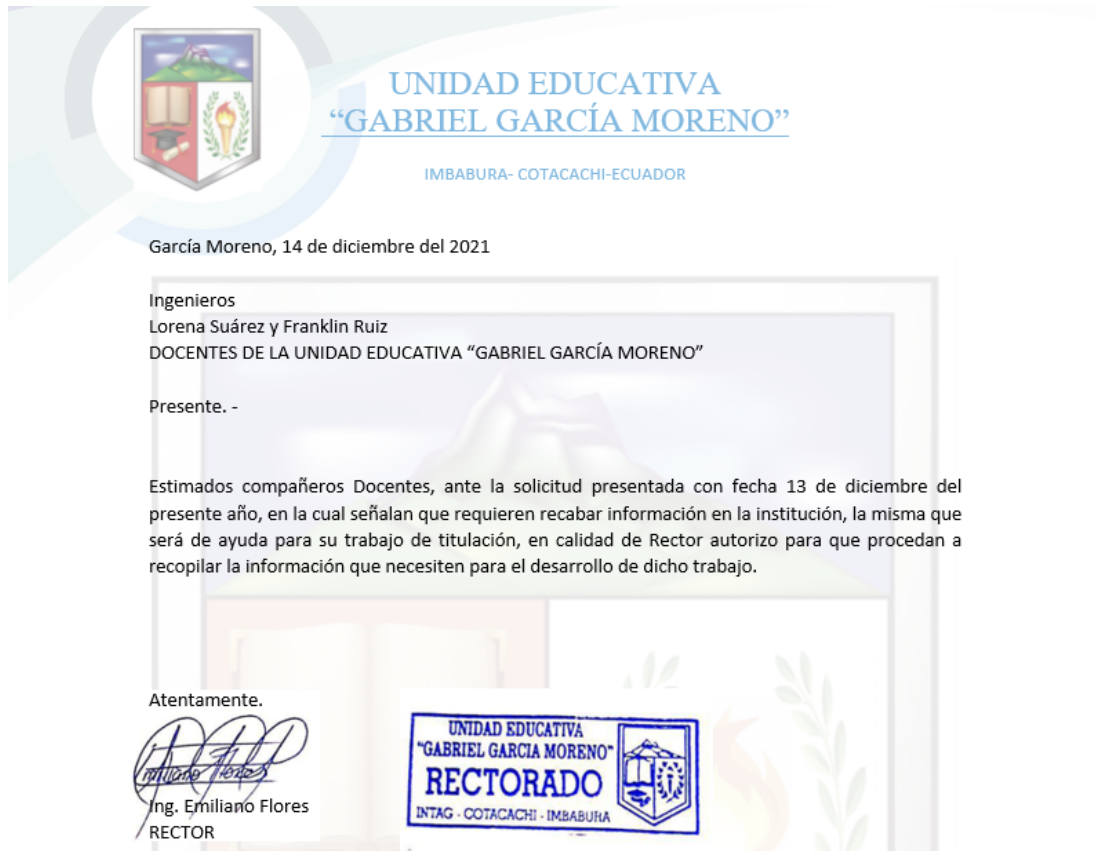 UNIDAD EDUCATIVA
“GABRIEL GARCÍA MORENO”
IMBABURA- COTACACHI-ECUADOR
García Moreno, 14 de diciembre del 2021
Ingenieros
Lorena Suárez y Franklin Ruiz
DOCENTES DE LA UNIDAD EDUCATIVA “GABRIEL GARCÍA MORENO”
Presente. -
Estimados compañeros Docentes, ante la solicitud presentada con fecha 13 de diciembre del
presente año, en la cual señalan que requieren recabar información en la institución, la misma que
será de ayuda para su trabajo de titulación, en calidad de Rector autorizo para que procedan a
recopilar la información que necesiten para el desarrollo de dicho trabajo.
Atentamente.
Emiliano Flores
Ing. Emiliano Flores
RECTOR
UNIDAD EDUCATIVA
"GABRIEL GARCIA MORENO"
RECTORADO
INTAG - COTACACHI - IMBABURA